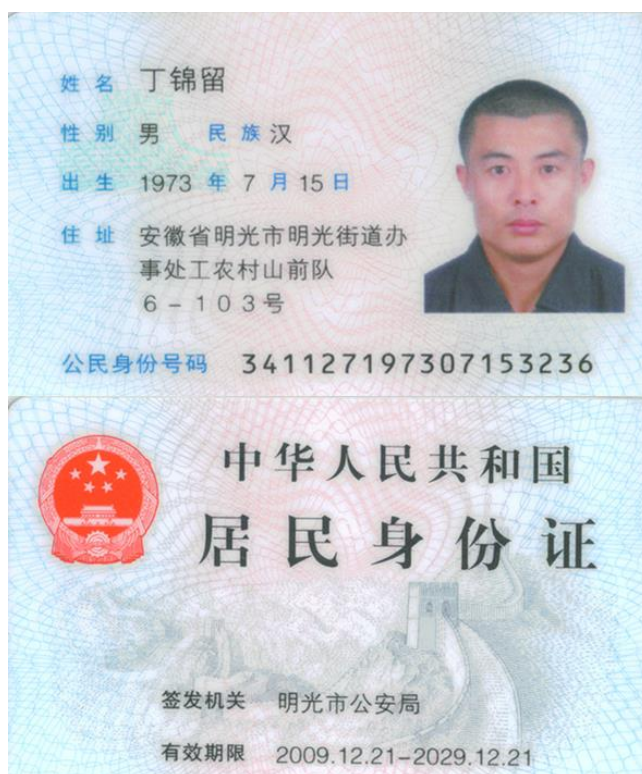 姓名 丁锦留
性别 男 民族 汉
出生 1973 年 7 月 15 日
住址 安徽省明光市明光街道办
事处工农村山前队
6－103号
公民身份号码 341127197307153236
中华人民共和国
居民身份证
签发机关 明光市公安局
有效期限 2009.12.21-2029.12.21